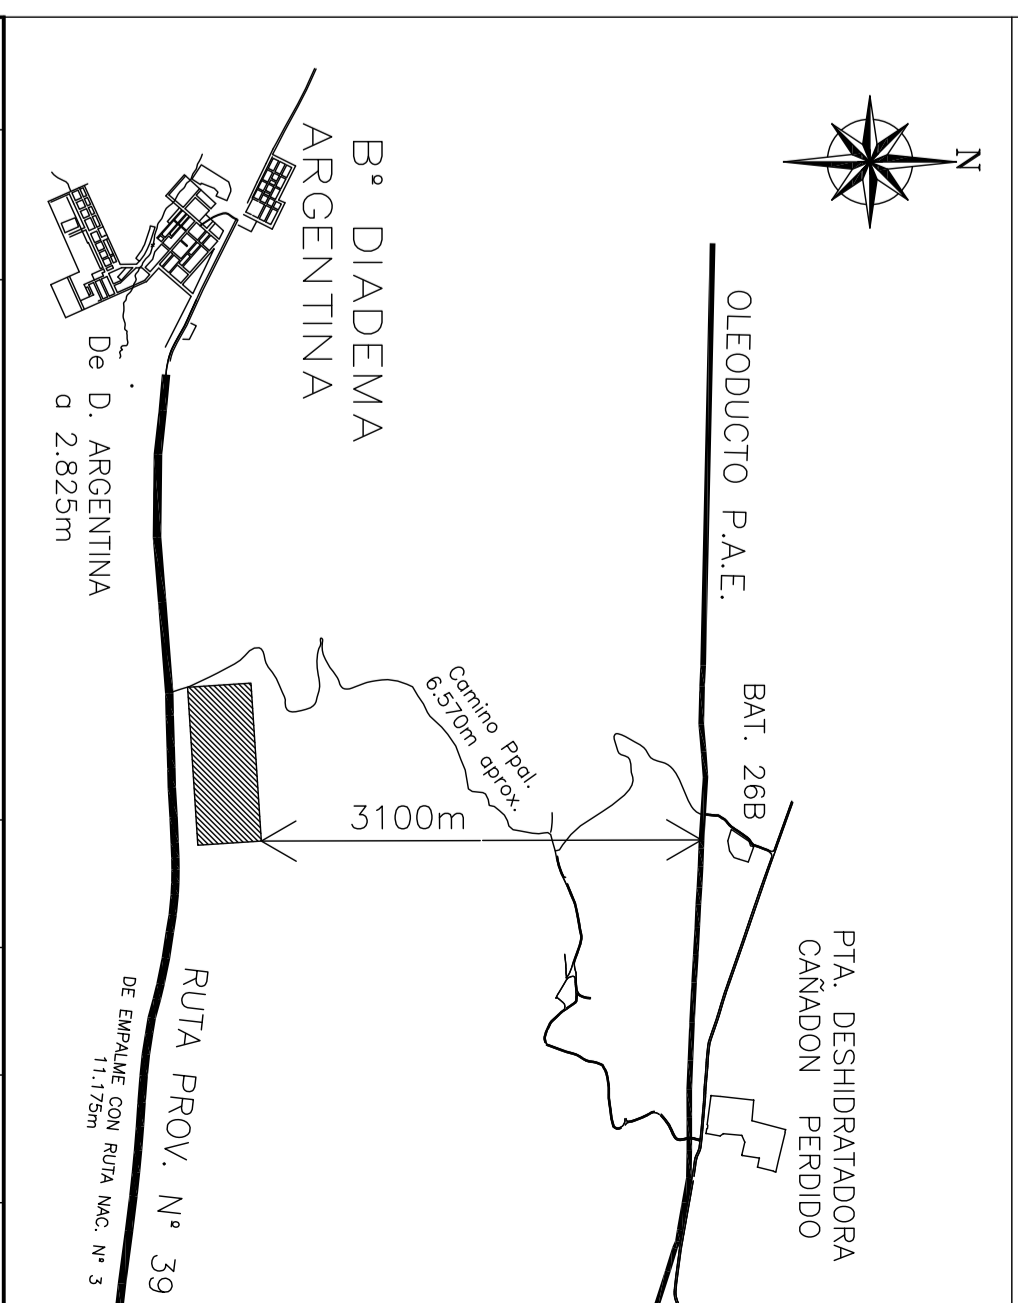 N
Bº DIADEMA
ARGENTINA
OLEODUCTO P.A.E.
De D. ARGENTINA
a 2.825m
Camino Ppal.
6.570m aprox.
BAT. 26B
3100m
PTA. DESHIDRATADORA
CAÑADON PERDIDO
RUTA PROV. Nº 39
DE EMPALME CON RUTA NAC. Nº 3
11.175m